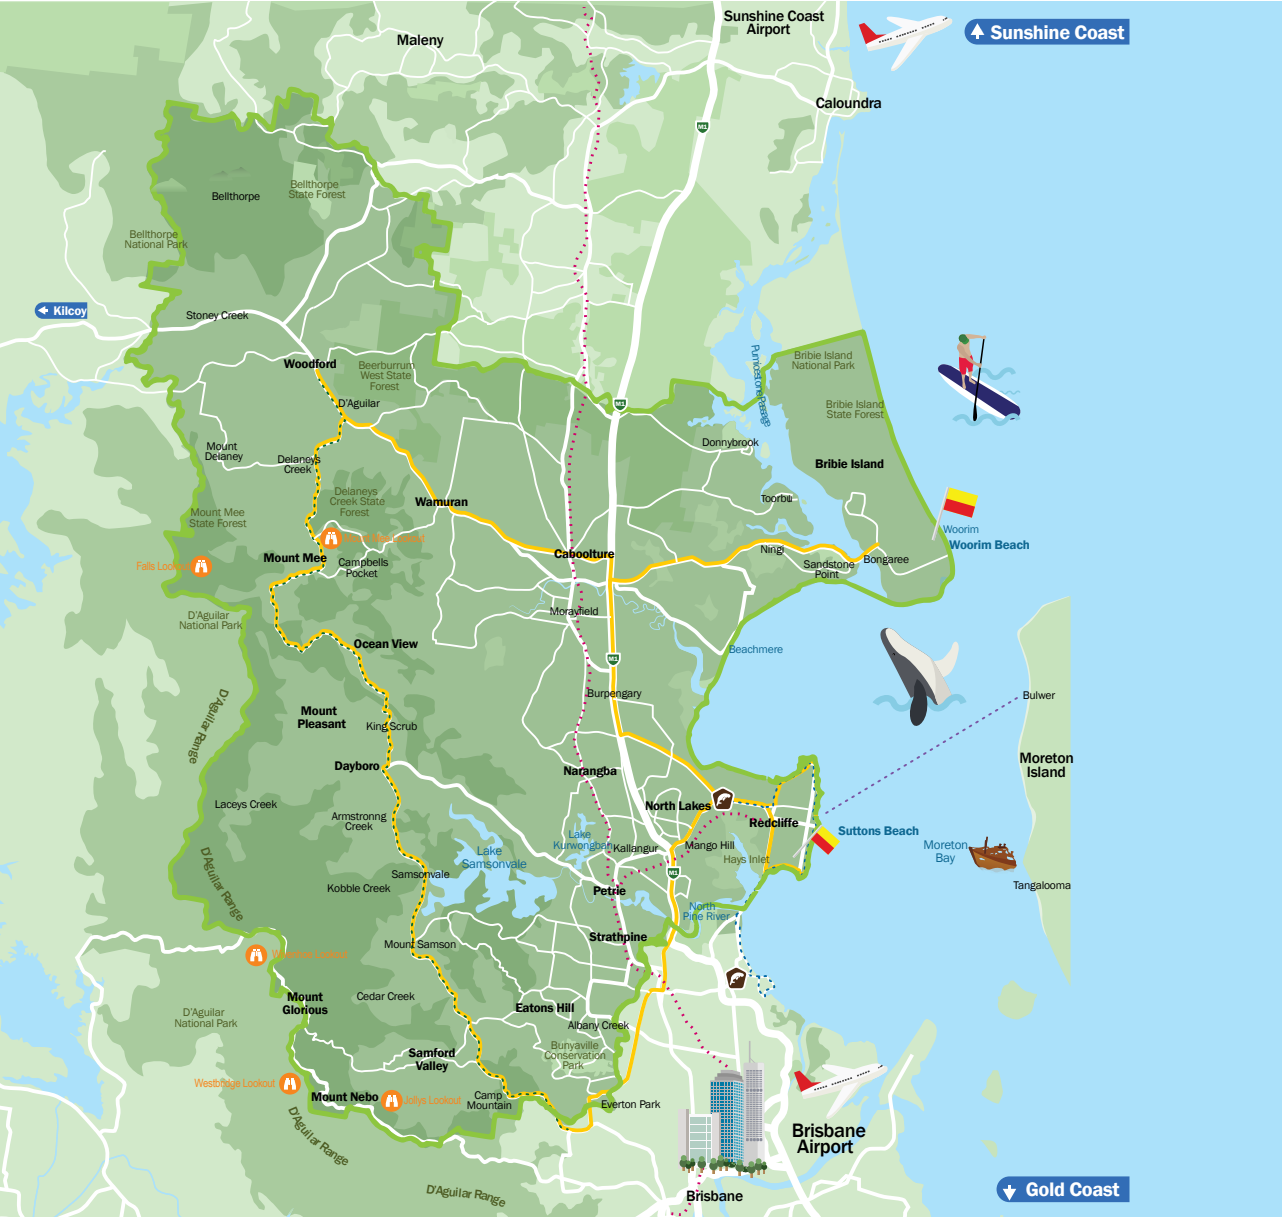 Sunshine Coast
Airport
Sunshine Coast
Maleny
Caloundra
M1
Bellthorpe
State Forest
Bellthorpe
Bellthorpe
National Park
Kilcoy
Stoney Creek
Woodford
Beerburrum
West State
Forest
D'Aguilar
M1
Pumicestone Passage
Bribie Island
National Park
Bribie Island
State Forest
Donnybrook
Bribie Island
Mount
Delaney
Delaneys
Creek
Delaneys
Creek State
Forest
Wamuran
Toorbul
Mount Mee
State Forest
Woorim
Woorim Beach
Mount Mee Lookout
Falls Lookout
Mount Mee
Campbells
Pocket
Caboolture
Ningi
Sandstone
Point
Bongaree
D'Aguilar
National Park
Morayfield
Ocean View
Beachmere
M1
Burpengary
Bulwer
D'Aguilar Range
Mount
Pleasant
King Scrub
Dayboro
Narangba
Moreton
Island
Laceys Creek
Armstronng
Creek
North Lakes
Redcliffe
Suttons Beach
Lake
Kurwongbah
Kallangur
Mango Hill
Hays Inlet
Moreton
Bay
Lake
Samsonvale
M1
Samsonvale
Kobble Creek
Petrie
Tangalooma
D'Aguilar Range
North
Pine River
Strathpine
Mount Samson
Mount
Glorious
Cedar Creek
Eatons Hill
D'Aguilar
National Park
Albany Creek
Samford
Valley
Bunyaville
Conservation
Park
Westbridge Lookout
Mount Nebo
Jollys Lookout
Camp
Mountain
Everton Park
D'Aguilar Range
Brisbane
Airport
D'Aguilar Range
Brisbane
Gold Coast